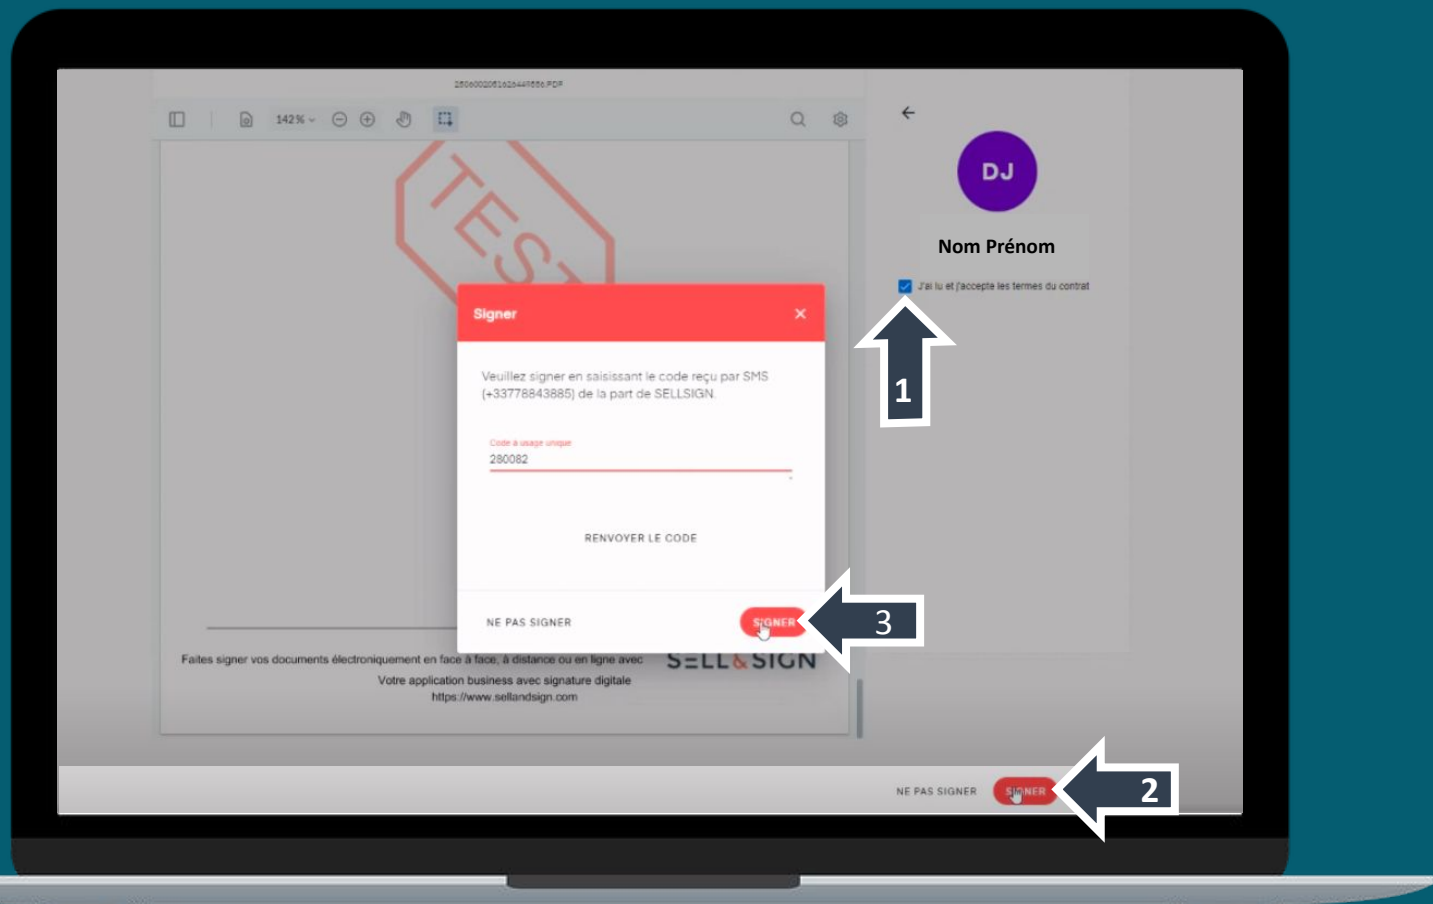 2506002051626449556.PDF
142%
TEST
DJ
Nom Prénom
J'ai lu et j'accepte les termes du contrat
1
Signer
Veuillez signer en saisissant le code reçu par SMS
(+33778843885) de la part de SELLSIGN.
Code à usage unique
280082
RENVOYER LE CODE
NE PAS SIGNER
SIGNER
3
Faites signer vos documents électroniquement en face à face, à distance ou en ligne avec
SELL&SIGN
Votre application business avec signature digitale
https://www.sellandsign.com
NE PAS SIGNER
SIGNER
2